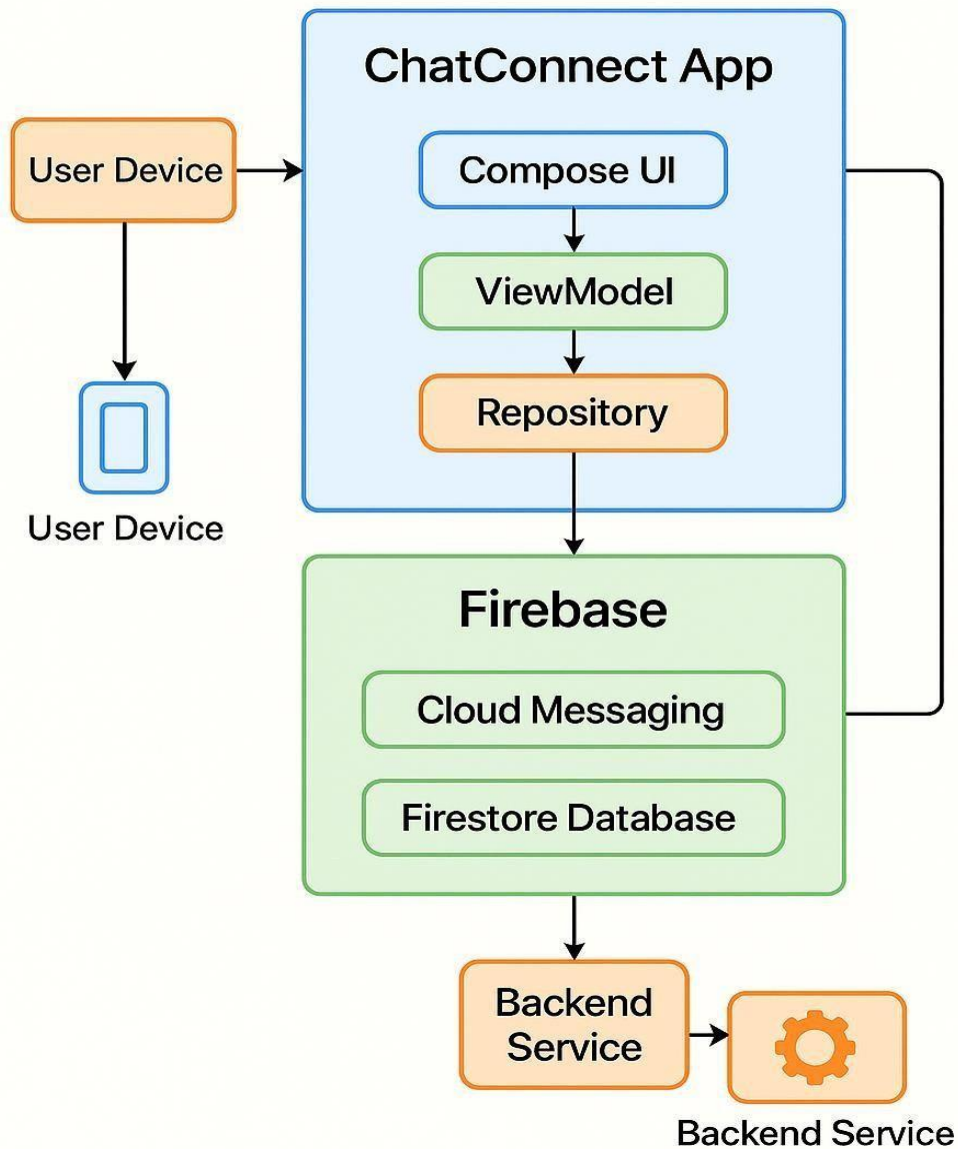 ChatConnect App
User Device
Compose UI
ViewModel
Repository
User Device
Firebase
Cloud Messaging
Firestore Database
Backend
Service
Backend Service